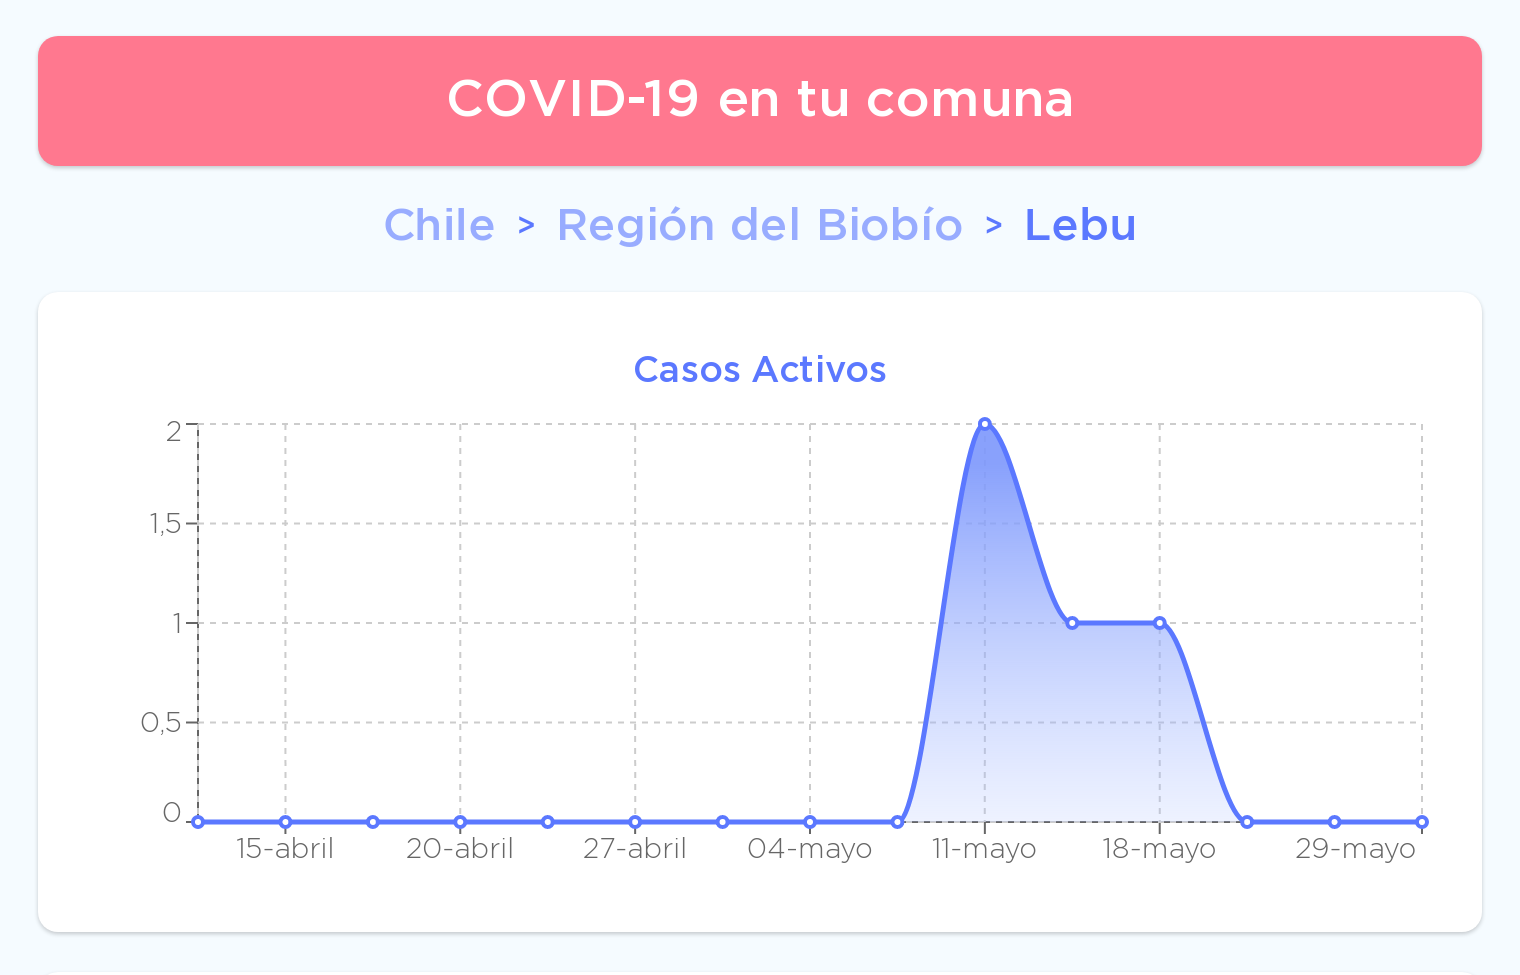 COVID-19 en tu comuna
Chile > Región del Biobío > Lebu
Casos Activos
2
1,5
1
0,5
0
15-abril 20-abril 27-abril 04-mayo 11-mayo 18-mayo 29-mayo